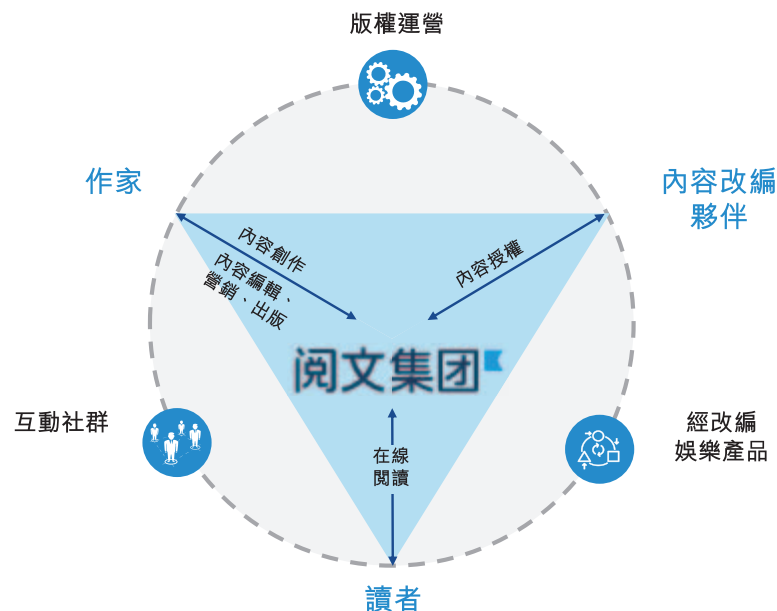 版權運營
作家
內容改編
夥伴
內容創作
內容編輯、
營銷、出版
內容授權
阅文集团
互動社群
經改編
娛樂產品
在線
閱讀
讀者